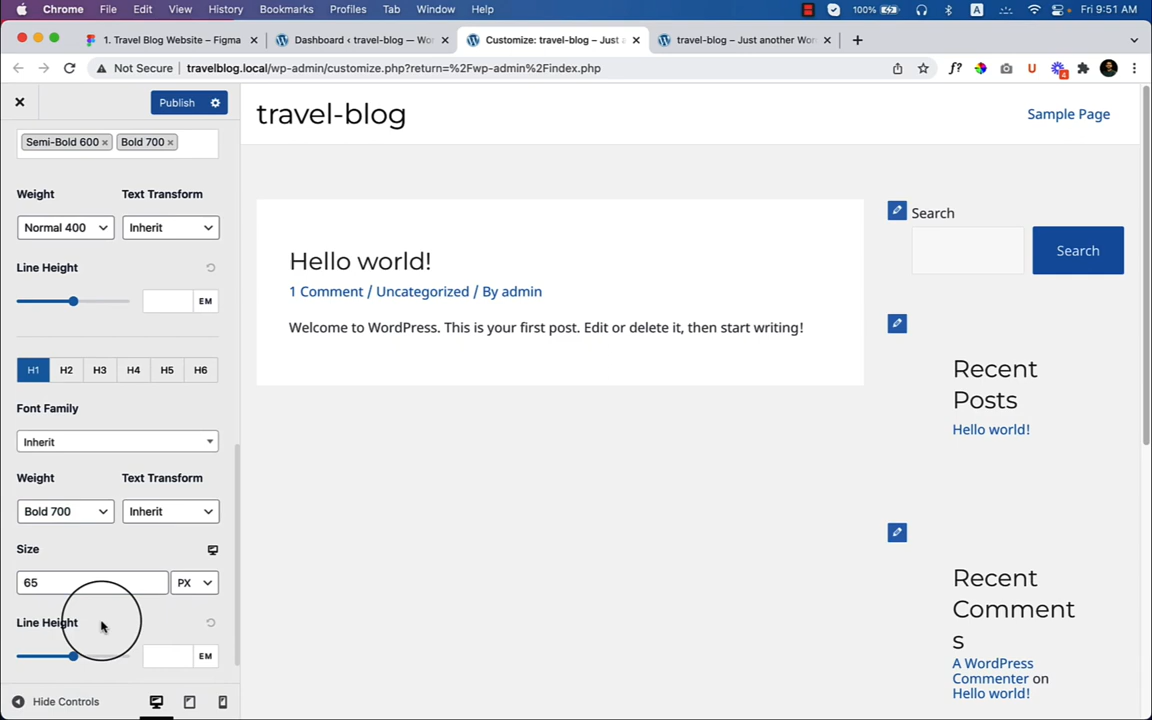 Chrome File Edit View History Bookmarks Profiles Tab Window Help 100% A Fri 9:51 AM
1. Travel Blog Website – Figma × Dashboard ‹ travel-blog — Wo × Customize: travel-blog – Just a × travel-blog – Just another Wor × +
Not Secure travelblog.local/wp-admin/customize.php?return=%2Fwp-admin%2Findex.php f? U 4
× Publish
travel-blog
Sample Page
Semi-Bold 600 × Bold 700 ×
Weight Text Transform
Normal 400 Inherit
Line Height
EM
H1 H2 H3 H4 H5 H6
Font Family
Inherit
Weight Text Transform
Bold 700 Inherit
Size
65 PX
Line Height
EM
Hide Controls
Hello world!
1 Comment / Uncategorized / By admin
Welcome to WordPress. This is your first post. Edit or delete it, then start writing!
Search
Search
Recent
Posts
Hello world!
Recent
Comment
s
A WordPress
Commenter on
Hello world!